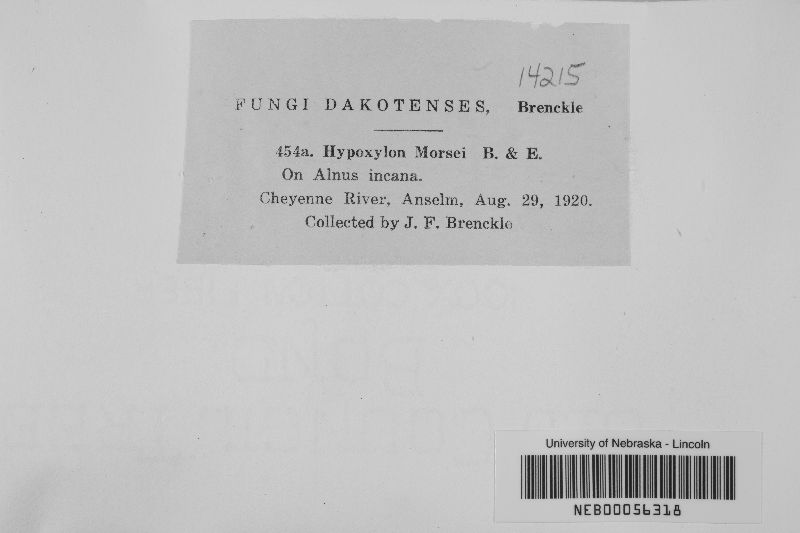 14215
FUNGI DAKOTENSES, Brenckle
454a. Hypoxylon Morsei B. & E.
On Alnus incana.
Cheyenne River, Anselm, Aug. 29, 1920.
Collected by J. F. Brenckle
University of Nebraska - Lincoln
NEB00056318